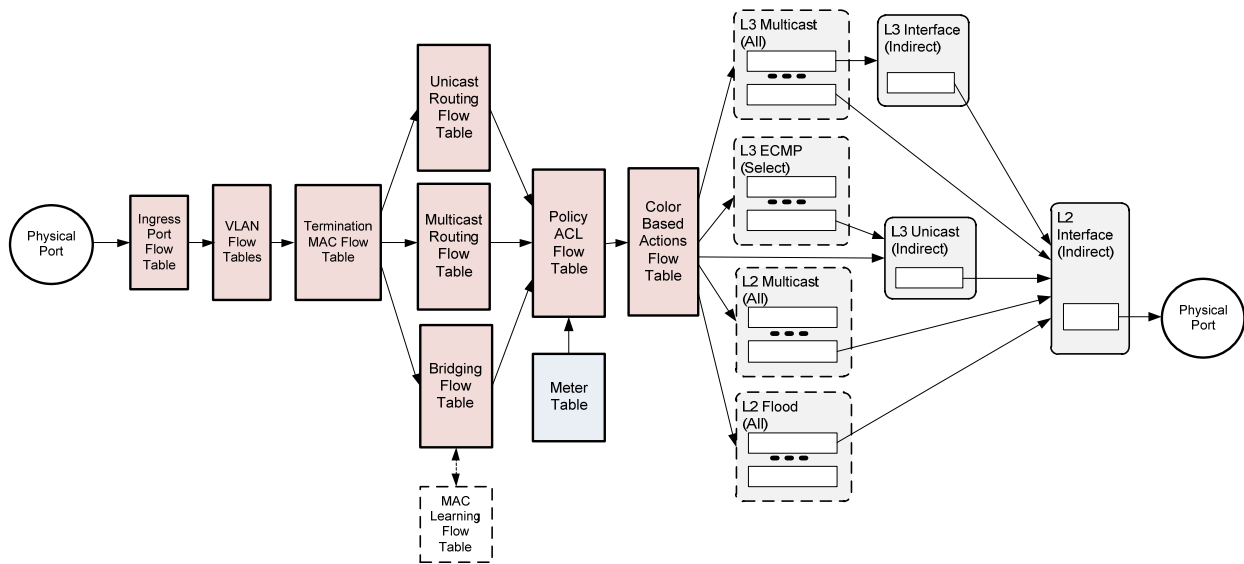 Physical
Port
Ingress
Port
Flow
Table
VLAN
Flow
Tables
Termination
MAC Flow
Table
Unicast
Routing
Flow
Table
Multicast
Routing
Flow
Table
Bridging
Flow
Table
MAC
Learning
Flow
Table
Policy
ACL
Flow
Table
Meter
Table
Color
Based
Actions
Flow
Table
L3 Multicast
(All)
L3 Interface
(Indirect)
L3 ECMP
(Select)
L3 Unicast
(Indirect)
L2 Multicast
(All)
L2 Flood
(All)
L2
Interface
(Indirect)
Physical
Port